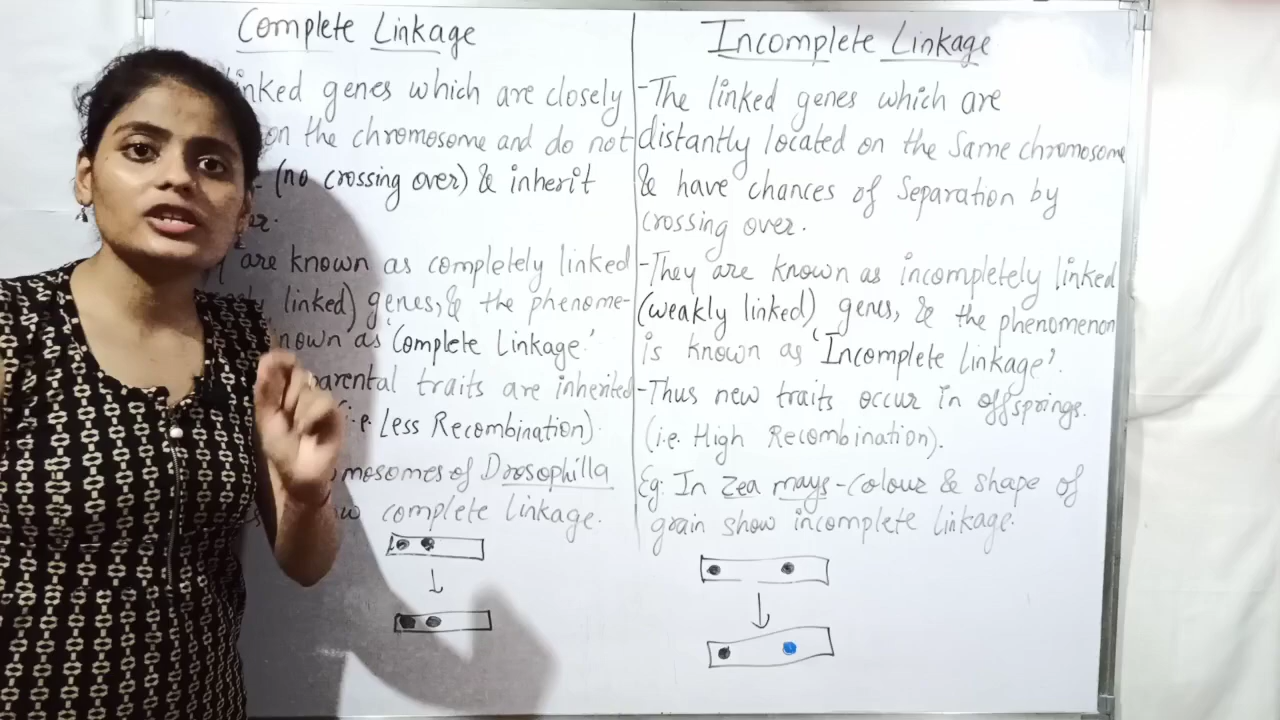 Complete Linkage
linked genes which are closely
on the chromosome and do not
(no crossing over) & inherit
are known as completely linked
linked) genes, & the phenome-
known as 'Complete Linkage.'
parental traits are inherited
(i.e. Less Recombination).
mosomes of Drosophilla
complete linkage.
Incomplete Linkage
-The linked genes which are
distantly located on the same chromosome
& have chances of separation by
crossing over.
-They are known as incompletely linked
(weakly linked) genes, & the phenomenon
is known as 'Incomplete linkage'.
-Thus new traits occur in offsprings.
(i.e. High Recombination).
Eg: In Zea mays-colour & shape of
grain show incomplete linkage.